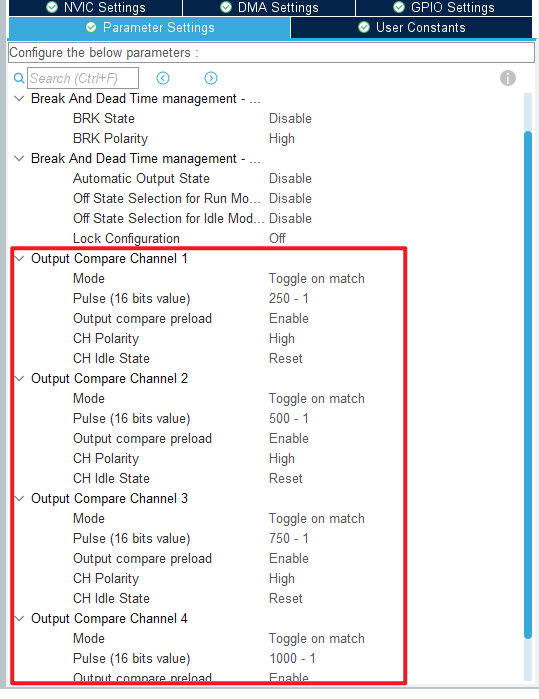 NVIC Settings DMA Settings GPIO Settings
Parameter Settings User Constants
Configure the below parameters :
Search (Ctrl+F)
Break And Dead Time management - ...
BRK State Disable
BRK Polarity High
Break And Dead Time management - ...
Automatic Output State Disable
Off State Selection for Run Mo... Disable
Off State Selection for Idle Mod... Disable
Lock Configuration Off
Output Compare Channel 1
Mode Toggle on match
Pulse (16 bits value) 250 - 1
Output compare preload Enable
CH Polarity High
CH Idle State Reset
Output Compare Channel 2
Mode Toggle on match
Pulse (16 bits value) 500 - 1
Output compare preload Enable
CH Polarity High
CH Idle State Reset
Output Compare Channel 3
Mode Toggle on match
Pulse (16 bits value) 750 - 1
Output compare preload Enable
CH Polarity High
CH Idle State Reset
Output Compare Channel 4
Mode Toggle on match
Pulse (16 bits value) 1000 - 1
Output compare preload Enable